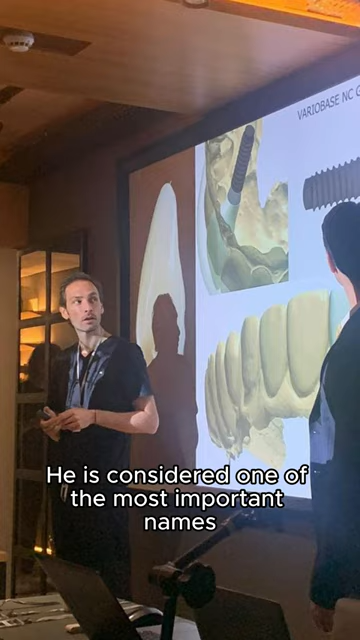 VARIOBASE NC
He is considered one of
the most important
names